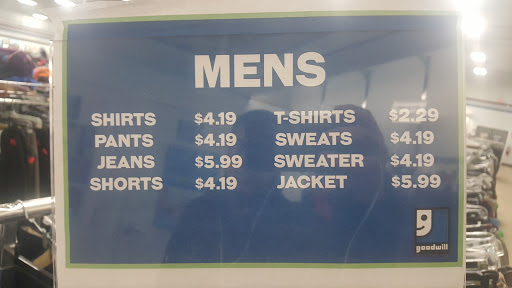 MENS
SHIRTS $4.19 T-SHIRTS $2.29
PANTS $4.19 SWEATS $4.19
JEANS $5.99 SWEATER $4.19
SHORTS $4.19 JACKET $5.99
g
goodwill